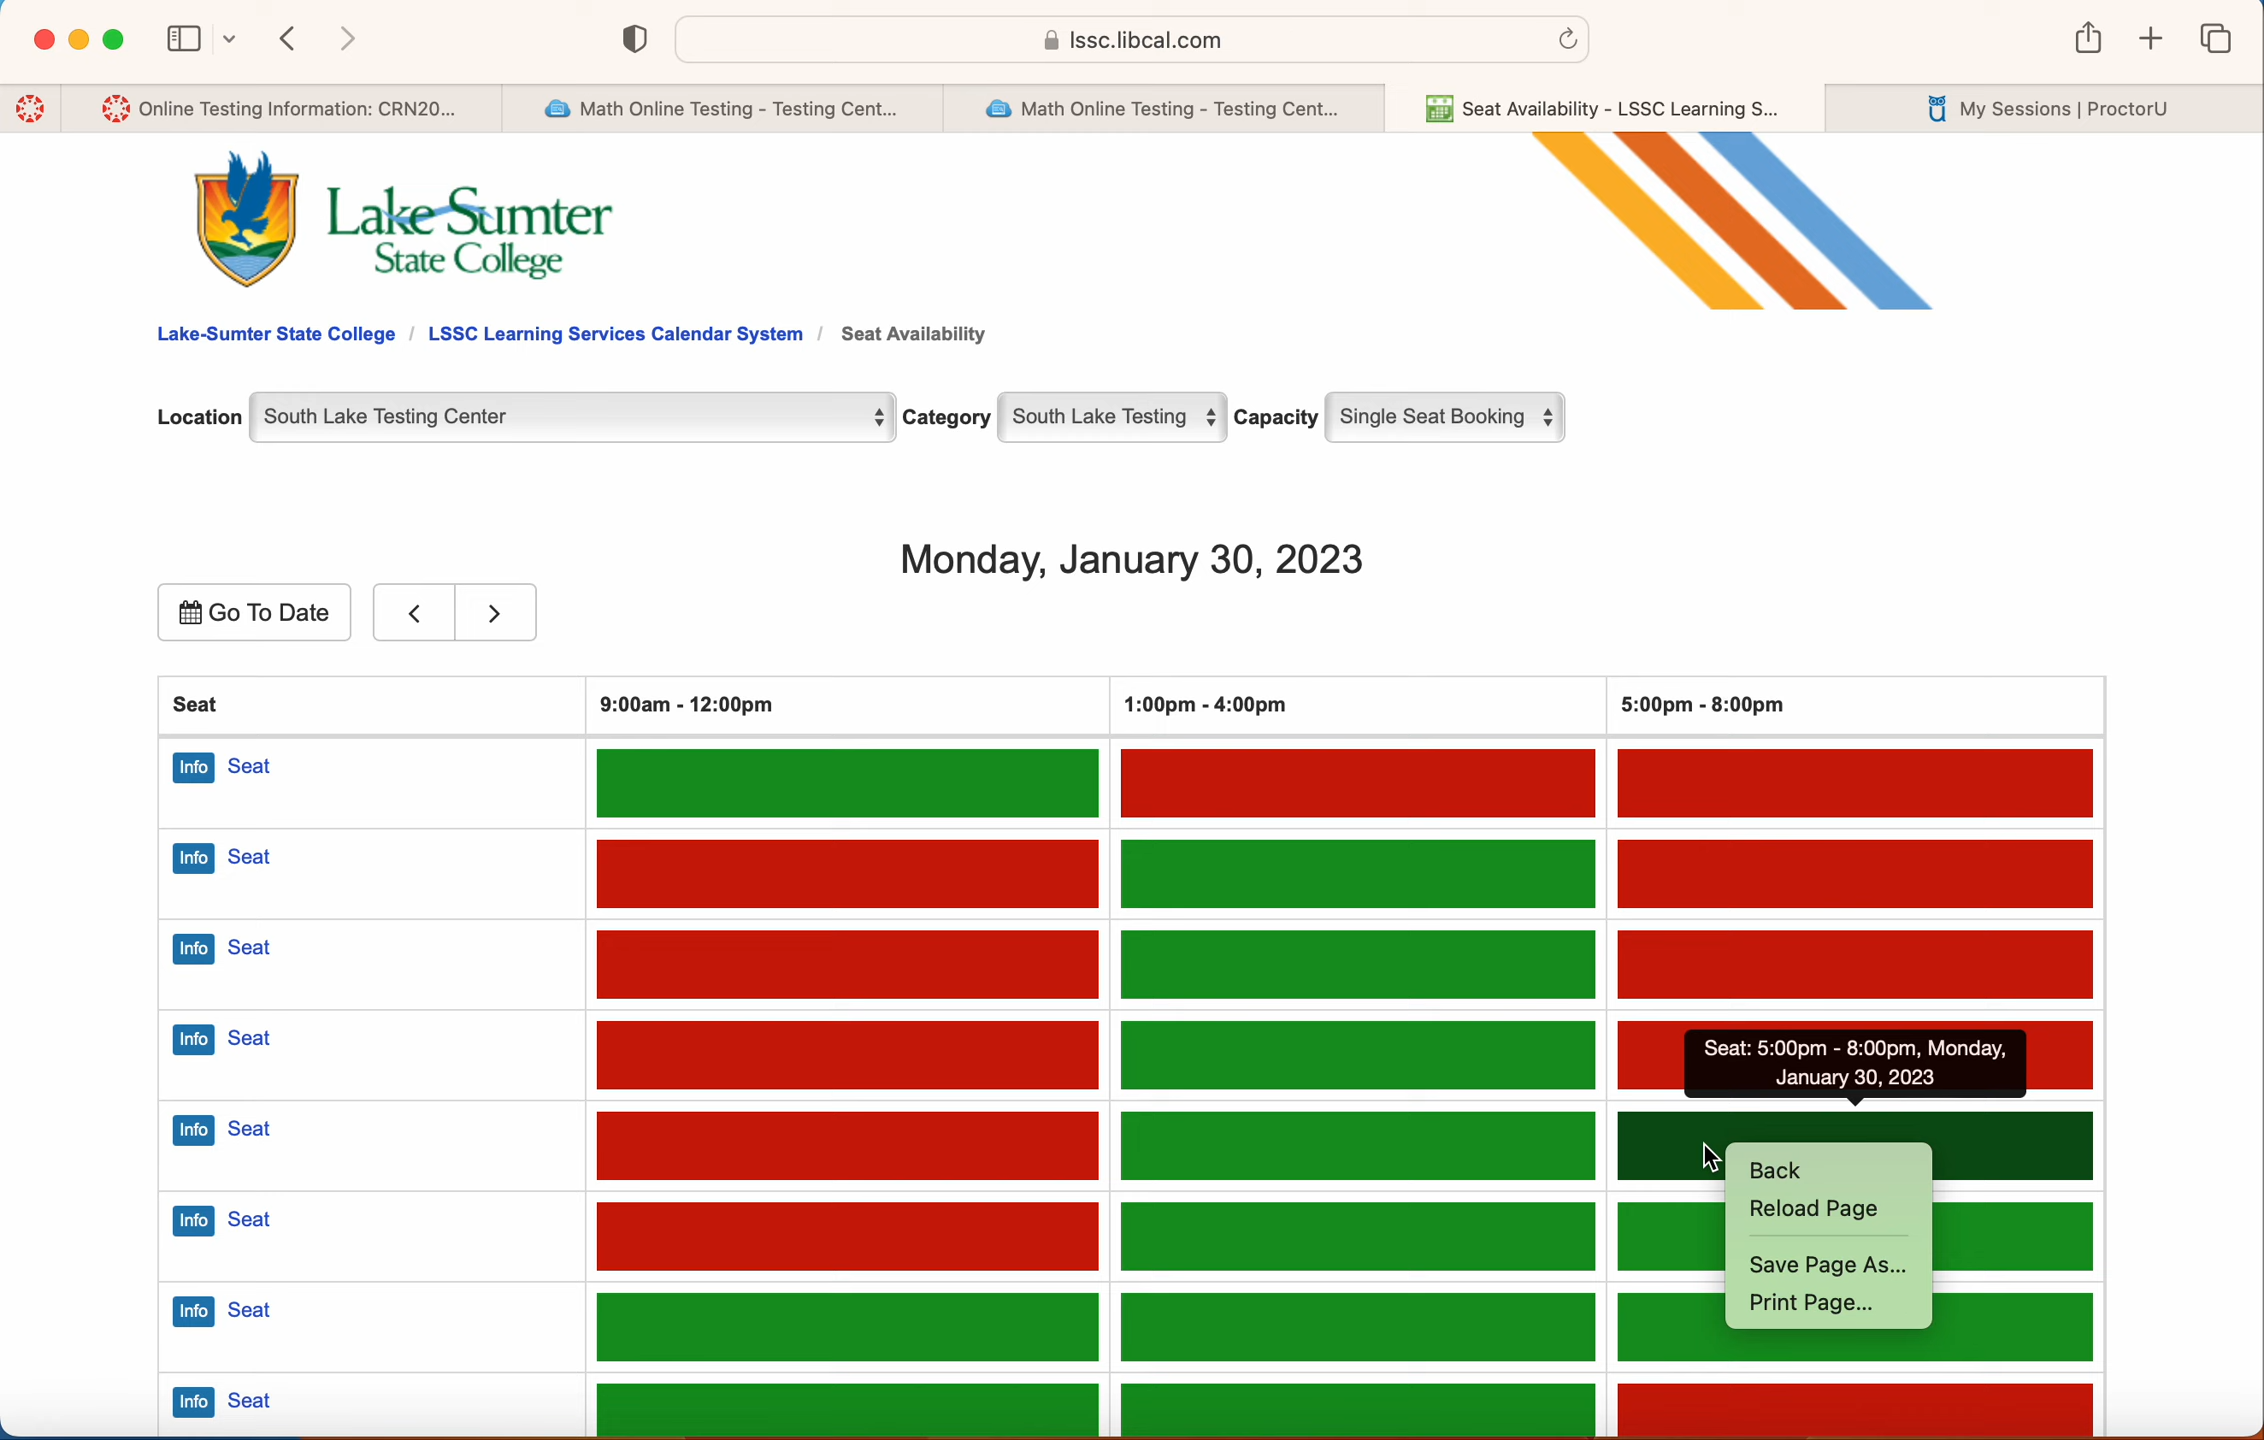 lssc.libcal.com
Online Testing Information: CRN20...
Math Online Testing - Testing Cent...
Math Online Testing - Testing Cent...
Seat Availability - LSSC Learning S...
My Sessions | ProctorU
Lake-Sumter
State College
Lake-Sumter State College / LSSC Learning Services Calendar System / Seat Availability
Location South Lake Testing Center Category South Lake Testing Capacity Single Seat Booking
Monday, January 30, 2023
Go To Date
Seat 9:00am - 12:00pm 1:00pm - 4:00pm 5:00pm - 8:00pm
Info Seat
Info Seat
Info Seat
Info Seat
Seat: 5:00pm - 8:00pm, Monday,
January 30, 2023
Info Seat
Back
Reload Page
Info Seat
Save Page As...
Print Page...
Info Seat
Info Seat